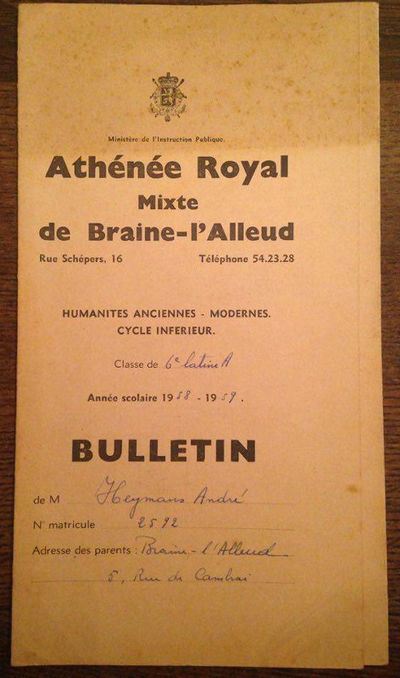 Ministère de l'Instruction Publique.
Athénée Royal
Mixte
de Braine-l'Alleud
Rue Schépers, 16 Téléphone 54.23.28
HUMANITES ANCIENNES - MODERNES.
CYCLE INFERIEUR.
Classe de 6e latine A
Année scolaire 1958 - 1959.
BULLETIN
de M Heymans André
N° matricule 2592
Adresse des parents : Braine-l'Alleud
5, Rue de Cambrai